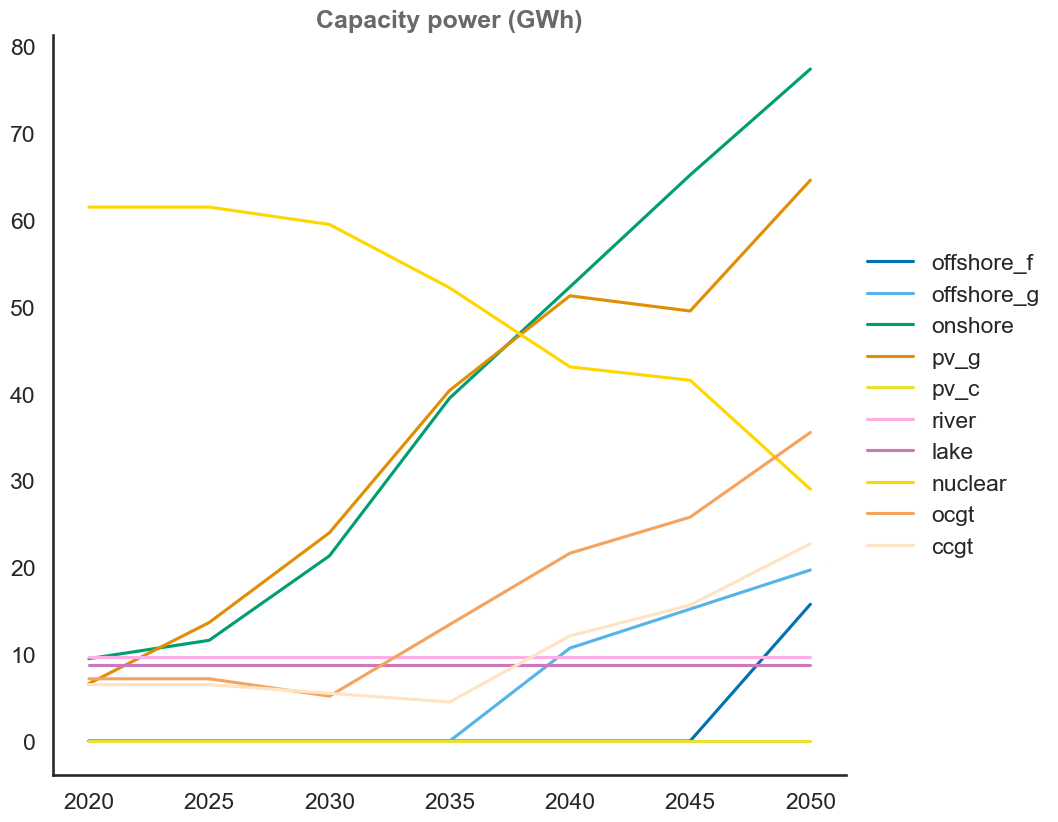 Capacity power (GWh)
80
70
60
50
40
30
20
10
0
2020 2025 2030 2035 2040 2045 2050
offshore_f
offshore_g
onshore
pv_g
pv_c
river
lake
nuclear
ocgt
ccgt